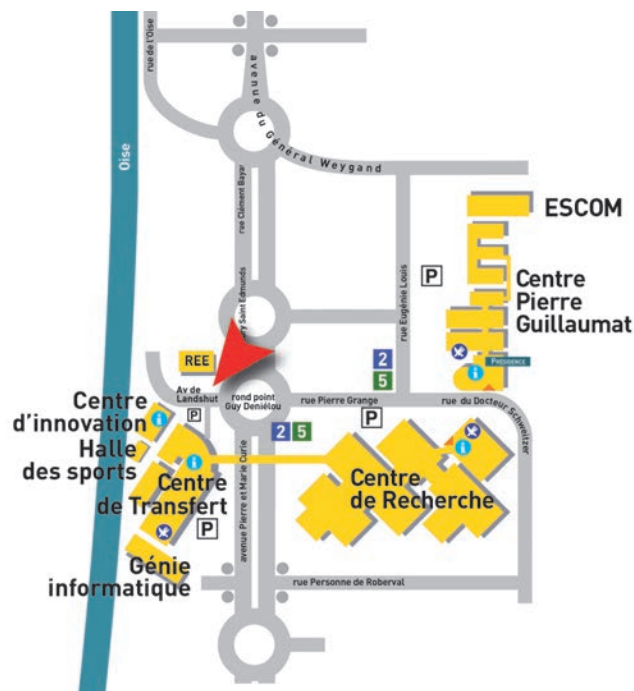 rue de l'Oise
avenue du Général Weygand
Oise
rue Clément Bayar
ESCOM
Centre
Pierre
Guillaumat
P
rue Eugénie Louis
ry Saint Edmunds
REE
2
5
PRÉSIDENCE
i
Av de
Landshut
rond point
Guy Deniélou
rue Pierre Grange
rue du Docteur Schweitzer
P
P
Centre
d'innovation
i
Halle
des sports
2 5
i
i
Centre
de Transfert
Centre
de Recherche
avenue Pierre et Marie Curie
P
Génie
informatique
rue Personne de Roberval